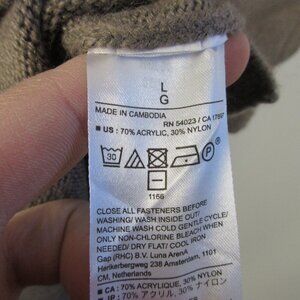 L
G
MADE IN CAMBODIA
RN 54023 / CA
■ US : 70% ACRYLIC, 30% NYLON
30
P
1166
CLOSE ALL FASTENERS BEFORE
WASHING/ WASH INSIDE OUT/
MACHINE WASH COLD GENTLE CYCLE/
ONLY NON-CHLORINE BLEACH WHEN
NEEDED/ DRY FLAT/ COOL IRON
Gap (RHC) B.V. Luna Arena,
Herikerbergweg 238 Amsterdam, 1101
CM, Netherlands
■ CA : 70% ACRYLIQUE, 30% NYLON
■ JP : 70% アクリル, 30% ナイロン